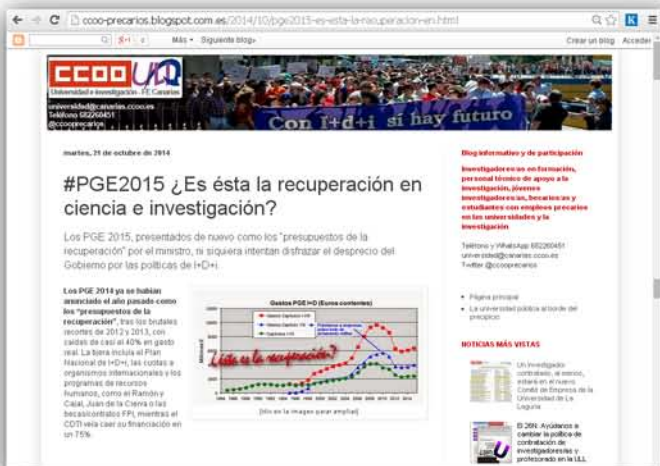 ccoo-precarios.blogspot.com.es/2014/10/pge2015-es-esta-la-recuperacion-en.html
Más Siguiente blog»
Crear un blog Acceder
CCOO ULL
Universidad e investigación - FE Canarias
universidad@canarias.ccoo.es
Teléfono 682260451
@ccooprecarios
Con I+d+i sí hay futuro
martes, 21 de octubre de 2014
#PGE2015 ¿Es ésta la recuperación en
ciencia e investigación?
Los PGE 2015, presentados de nuevo como los "presupuestos de la
recuperación" por el ministro, ni siquiera intentan disfrazar el desprecio del
Gobierno por las políticas de I+D+i.
Los PGE 2014 ya se habían
anunciado el año pasado como
los "presupuestos de la
recuperación", tras los brutales
recortes de 2012 y 2013, con
caídas de casi el 40% en gasto
real. La tijera incluía el Plan
Nacional de I+D+i, las cuotas a
organismos internacionales y los
programas de recursos
humanos, como el Ramón y
Cajal, Juan de la Cierva o las
becas/contratos FPI, mientras el
CDTI veía caer su financiación en
un 75%.
Gastos PGE I+D (Euros corrientes)
¿Ésta es la recuperación?
[Clic en la imagen para ampliar]
Blog informativo y de participación
Investigadores/as en formación,
personal técnico de apoyo a la
investigación, jóvenes
investigadores/as, becarios/as y
estudiantes con empleos precarios
en las universidades y la
investigación
Teléfono y WhatsApp 682260451
universidad@canarias.ccoo.es
Twitter @ccooprecarios
Página principal
La universidad pública al borde del
precipicio
NOTICIAS MÁS VISTAS
Un investigador
contratado, al menos,
estará en el nuevo
Comité de Empresa de la
Universidad de La
Laguna
El 26N: Ayúdanos a
cambiar la política de
contratación de
investigadores/as y
profesorado en la ULL